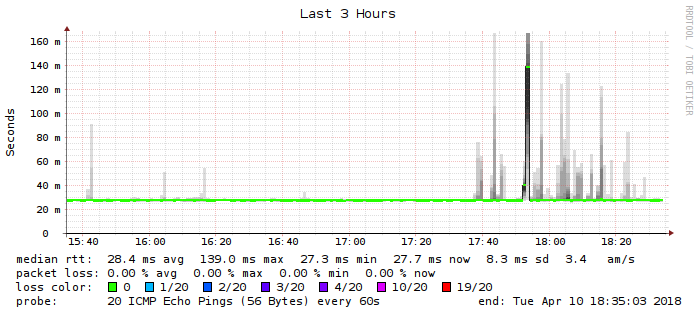 Last 3 Hours
RRDTOOL / TOBI OETIKER
Seconds
160 m
140 m
120 m
100 m
80 m
60 m
40 m
20 m
0
15:40 16:00 16:20 16:40 17:00 17:20 17:40 18:00 18:20
median rtt: 28.4 ms avg 139.0 ms max 27.3 ms min 27.7 ms now 8.3 ms sd 3.4 am/s
packet loss: 0.00 % avg 0.00 % max 0.00 % min 0.00 % now
loss color: 0 1/20 2/20 3/20 4/20 10/20 19/20
probe: 20 ICMP Echo Pings (56 Bytes) every 60s end: Tue Apr 10 18:35:03 2018